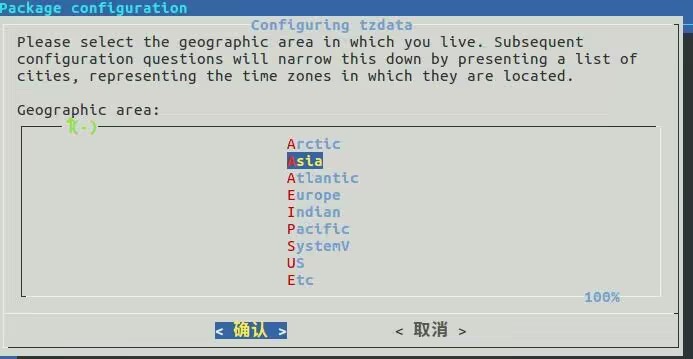 Package configuration
Configuring tzdata
Please select the geographic area in which you live. Subsequent
configuration questions will narrow this down by presenting a list of
cities, representing the time zones in which they are located.
Geographic area:
↑(-)
Arctic
Asia
Atlantic
Europe
Indian
Pacific
SystemV
US
Etc
100%
< 确认 >
< 取消 >